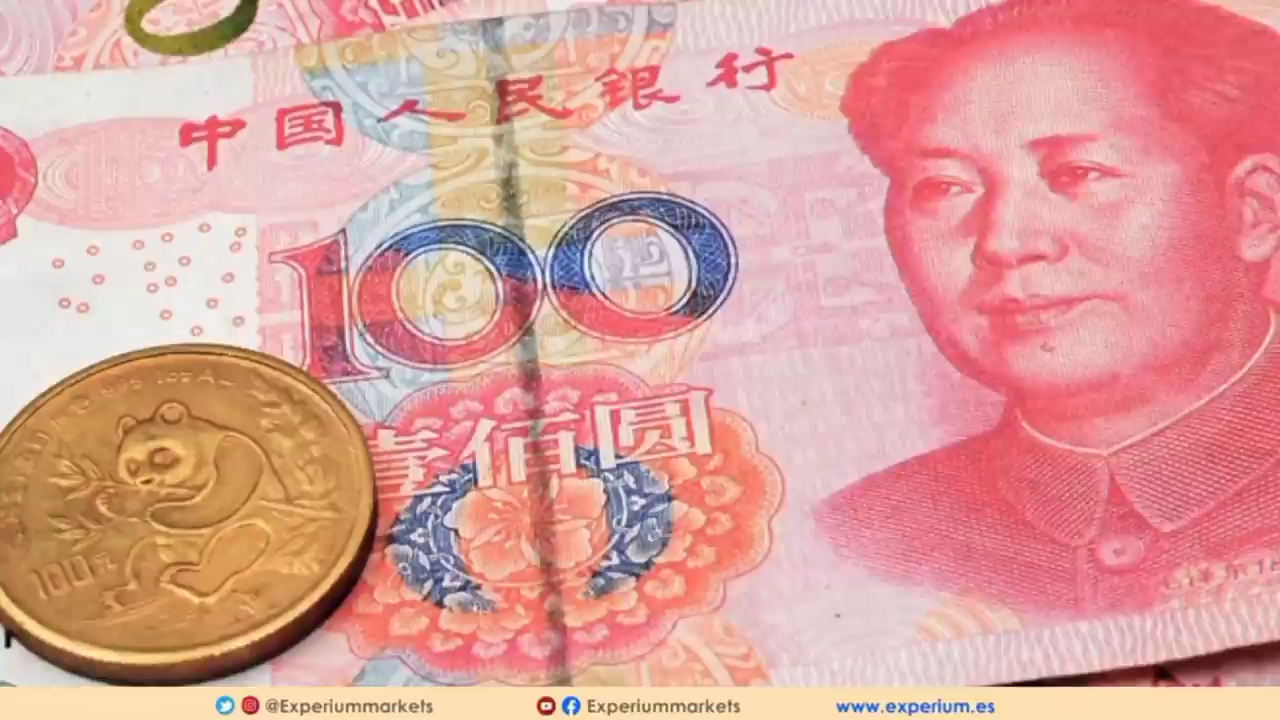 中国人民银行
100
壹佰圆
100元
@Experiummarkets
Experiummarkets
www.experium.es